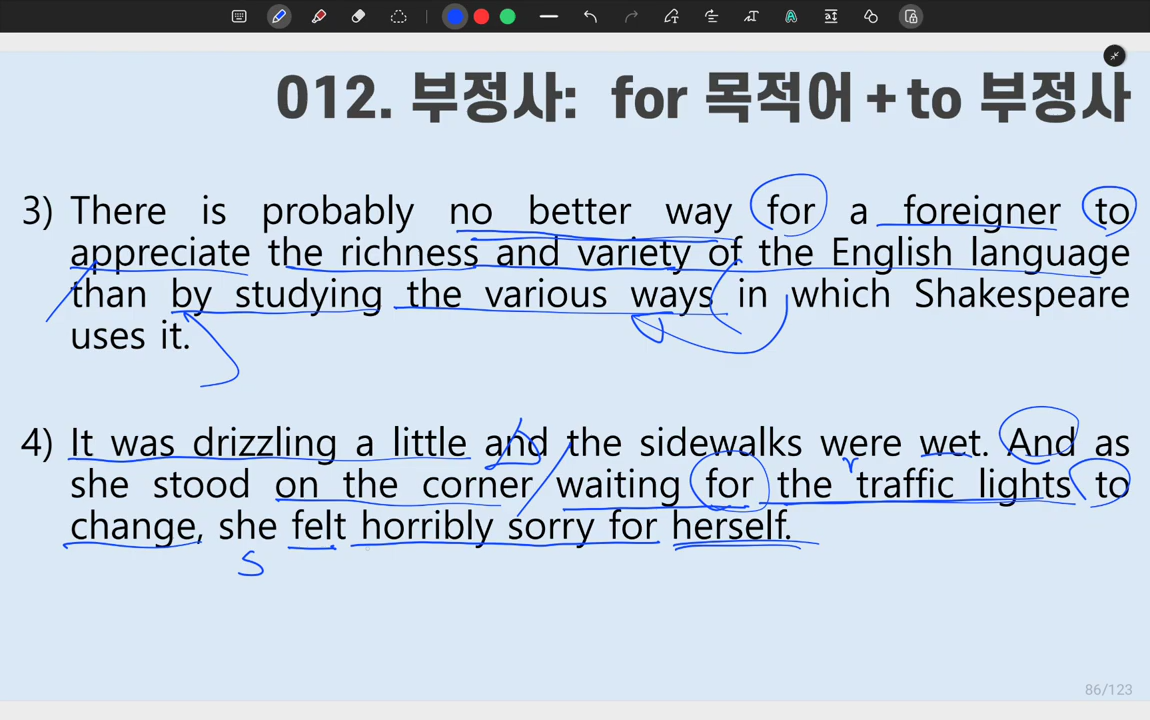 012. 부정사: for 목적어 + to 부정사
3) There is probably no better way for a foreigner to
appreciate the richness and variety of the English language
than by studying the various ways in which Shakespeare
uses it.
4) It was drizzling a little and the sidewalks were wet. And as
she stood on the corner waiting for the traffic lights to
change, she felt horribly sorry for herself.
S
86/123